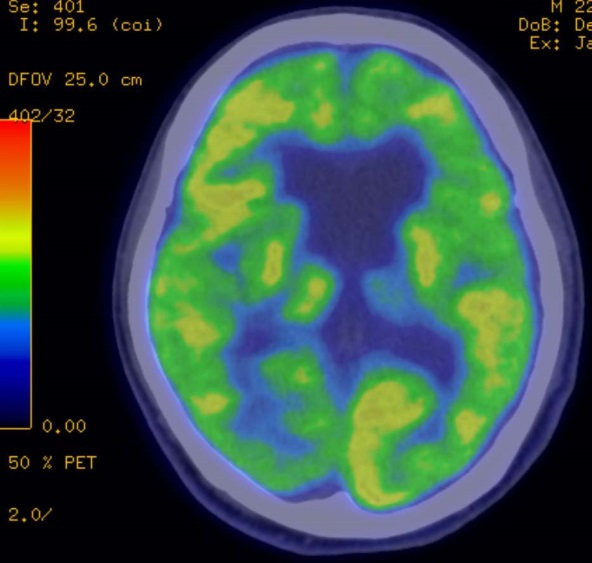 Se: 401
I: 99.6 (coi)
M 22
DoB: De
Ex: Ja
DFOV 25.0 cm
402/32
0.00
50 % PET
2.0/